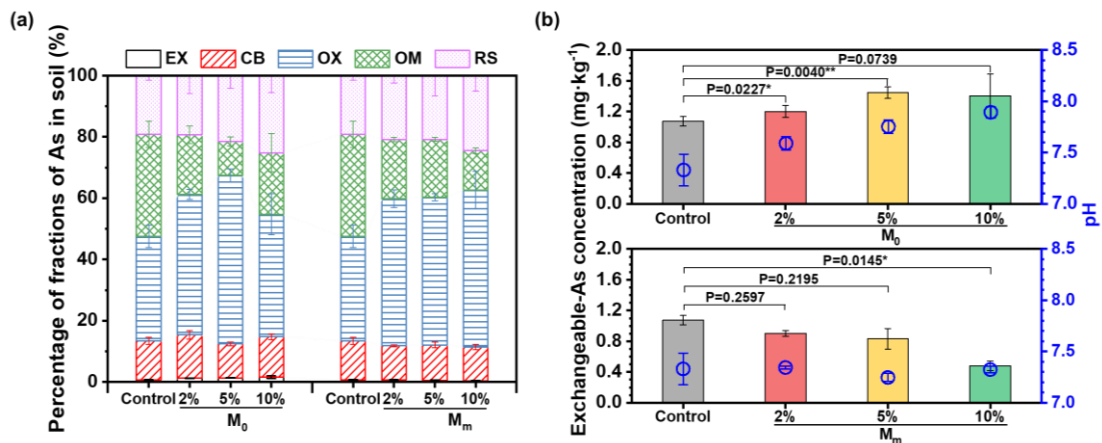 (a)
Percentage of fractions of As in soil (%)
EX CB OX OM RS
100
80
60
40
20
0
Control 2% 5% 10% Control 2% 5% 10%
M₀ Mₘ
(b)
Exchangeable-As concentration (mg·kg⁻¹)
pH
2.0
1.6
1.2
0.8
0.4
0.0
8.5
8.0
7.5
7.0
P=0.0739
P=0.0040**
P=0.0227*
Control 2% 5% 10%
M₀
2.0
1.6
1.2
0.8
0.4
0.0
8.5
8.0
7.5
7.0
P=0.0145*
P=0.2195
P=0.2597
Control 2% 5% 10%
Mₘ